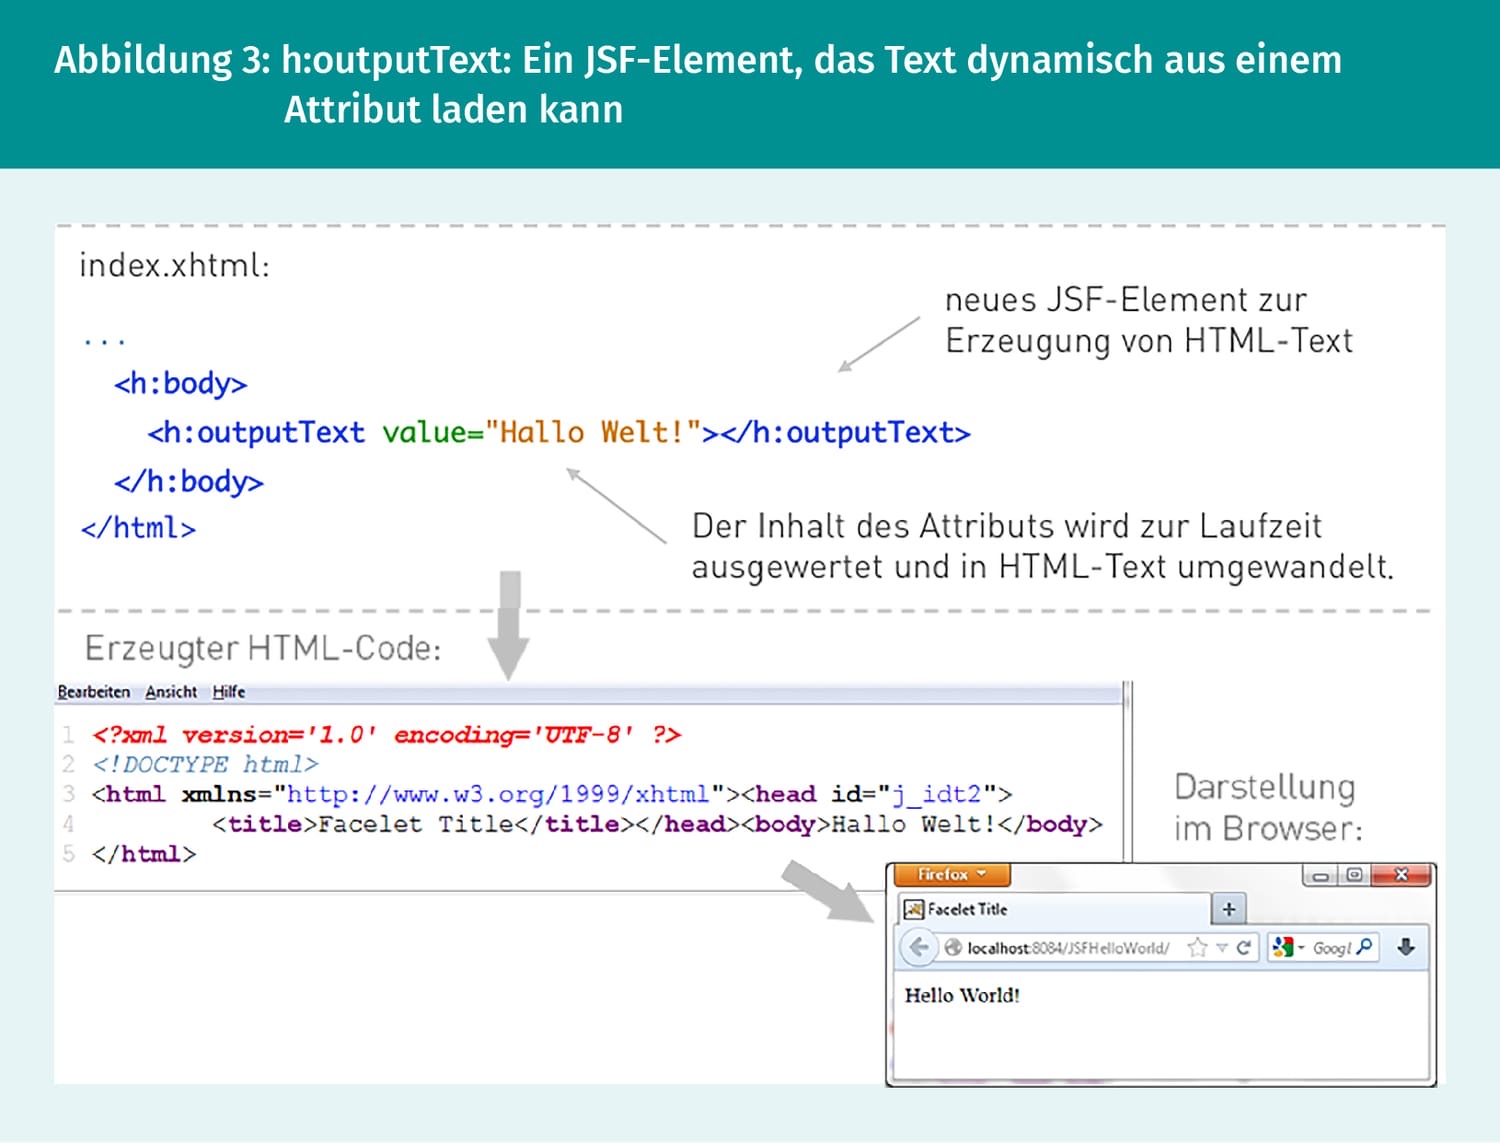 Abbildung 3: h:outputText: Ein JSF-Element, das Text dynamisch aus einem
Attribut laden kann
index.xhtml:
neues JSF-Element zur
Erzeugung von HTML-Text
...
<h:body>
<h:outputText value="Hallo Welt!"></h:outputText>
</h:body>
</html>
Der Inhalt des Attributs wird zur Laufzeit
ausgewertet und in HTML-Text umgewandelt.
Erzeugter HTML-Code:
Bearbeiten Ansicht Hilfe
1 <?xml version='1.0' encoding='UTF-8' ?>
2 <!DOCTYPE html>
3 <html xmlns="http://www.w3.org/1999/xhtml"><head id="j_idt2">
4 <title>Facelet Title</title></head><body>Hallo Welt!</body>
5 </html>
Darstellung
im Browser:
Firefox
Facelet Title
localhost:8084/JSFHelloWorld/ Googl
Hello World!